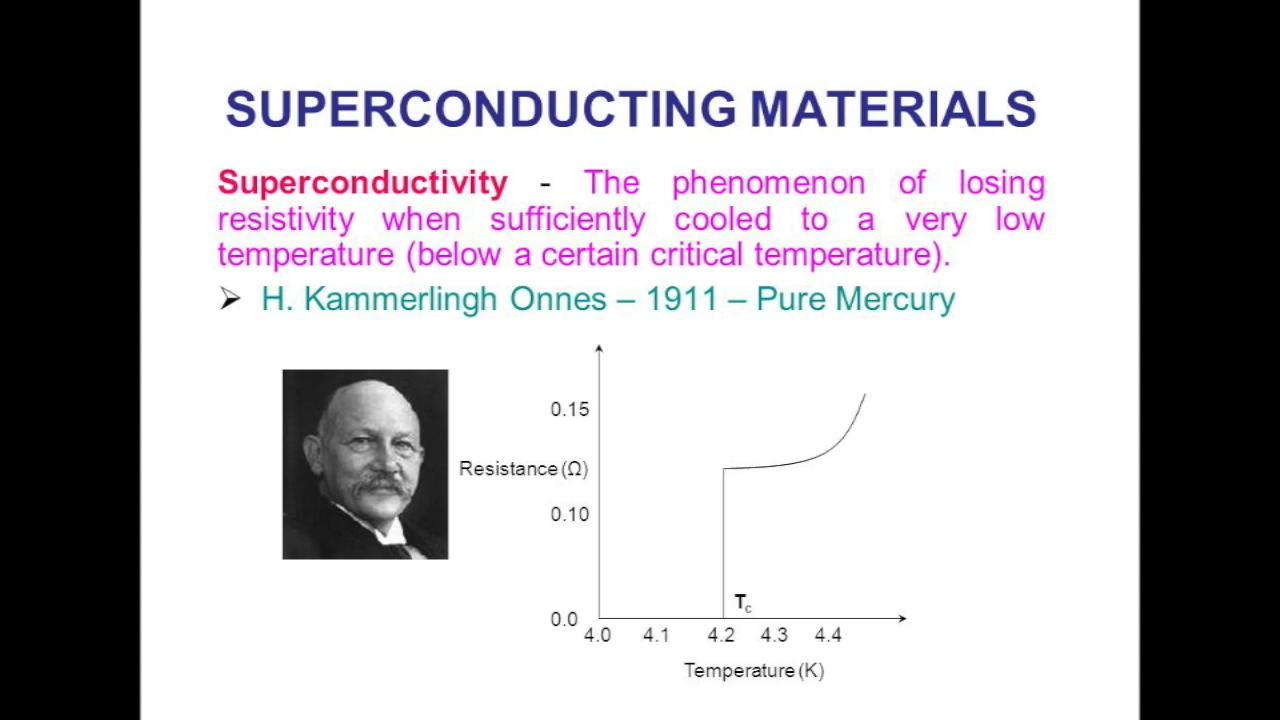 SUPERCONDUCTING MATERIALS
Superconductivity - The phenomenon of losing
resistivity when sufficiently cooled to a very low
temperature (below a certain critical temperature).
➢ H. Kammerlingh Onnes – 1911 – Pure Mercury
0.15
Resistance (Ω)
0.10
Tc
0.0
4.0 4.1 4.2 4.3 4.4
Temperature (K)